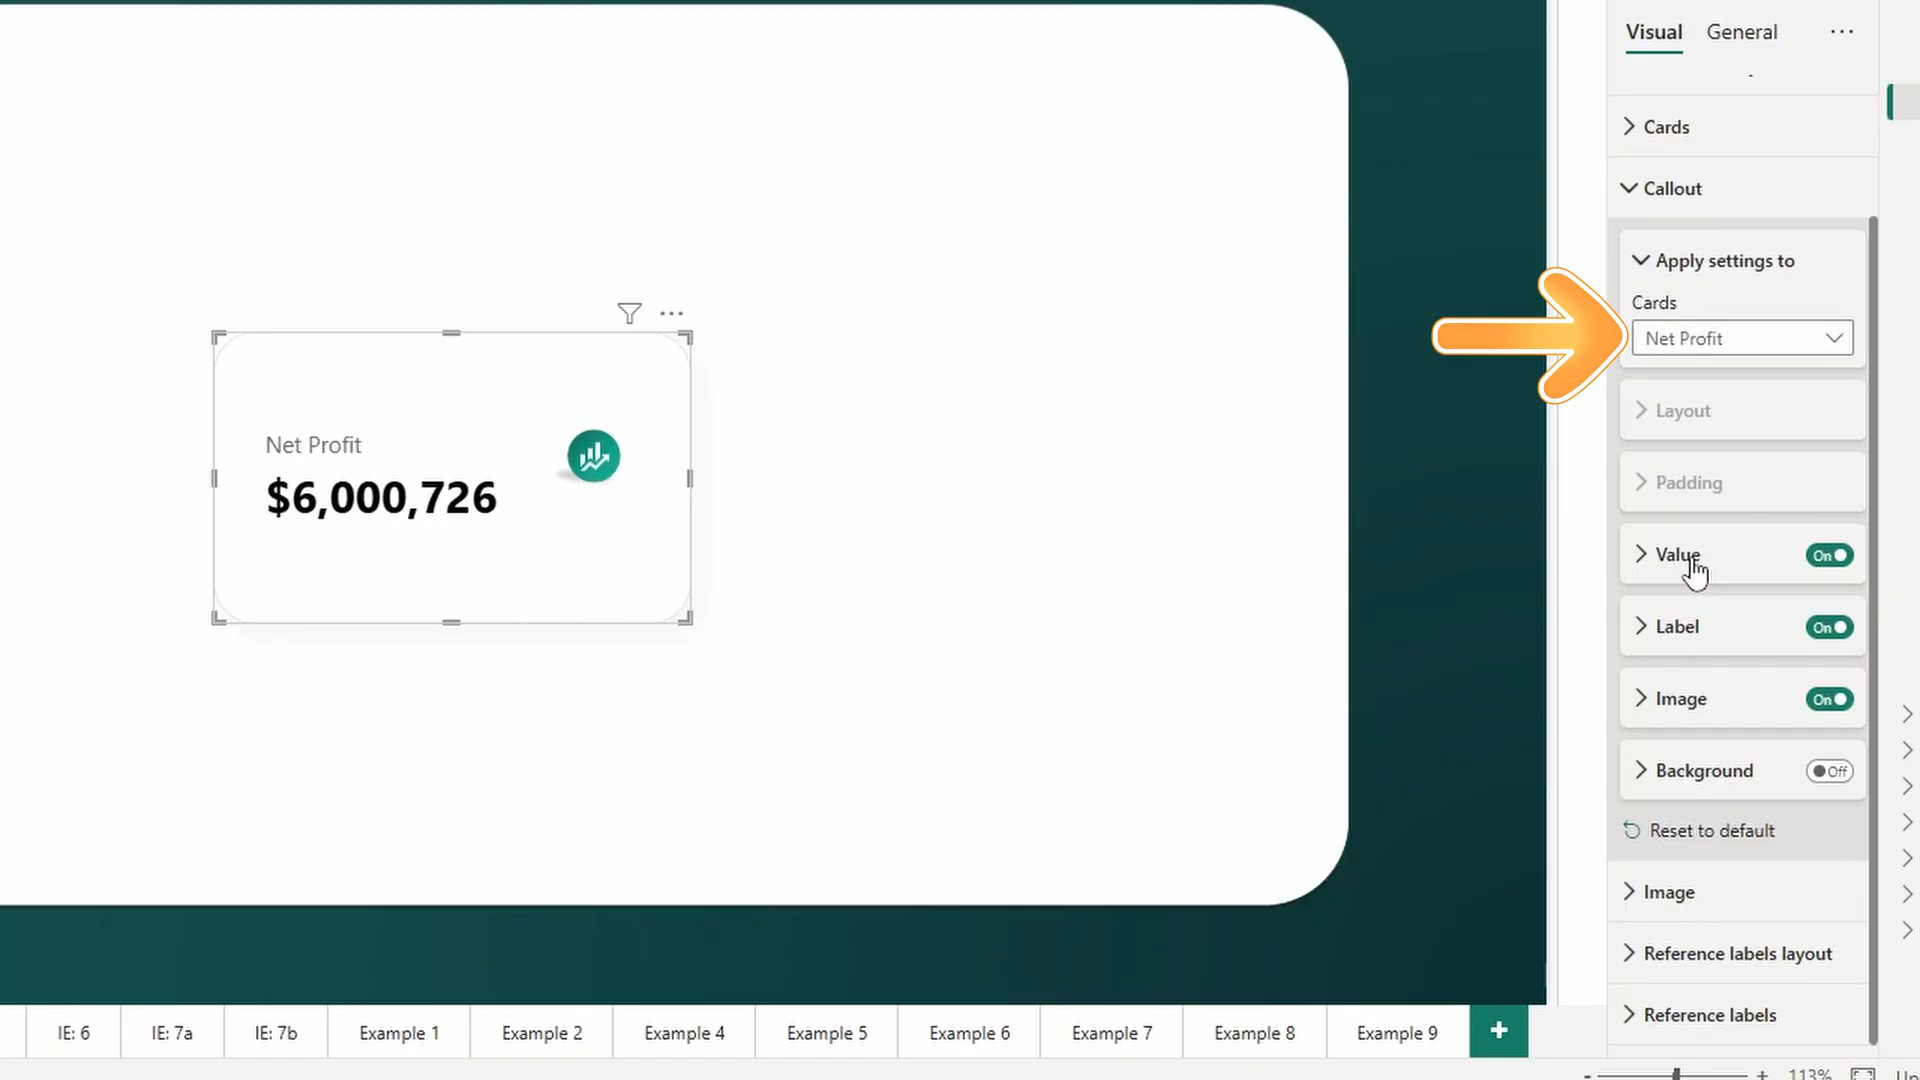 Visual General
Cards
Callout
Apply settings to
Cards
Net Profit
Layout
Padding
Value On
Label On
Image On
Background Off
Reset to default
Image
Reference labels layout
Reference labels
Net Profit
$6,000,726
IE: 6 IE: 7a IE: 7b Example 1 Example 2 Example 4 Example 5 Example 6 Example 7 Example 8 Example 9 +
- + 113%